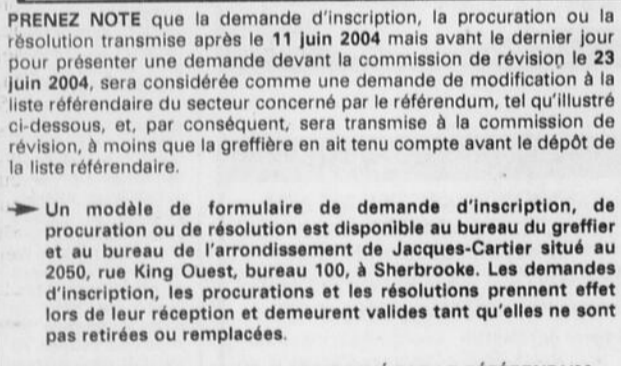 PRENEZ NOTE que la demande d'inscription, la procuration ou la
résolution transmise après le 11 juin 2004 mais avant le dernier jour
pour présenter une demande devant la commission de révision le 23
juin 2004, sera considérée comme une demande de modification à la
liste référendaire du secteur concerné par le référendum, tel qu'illustré
ci-dessous, et, par conséquent, sera transmise à la commission de
révision, à moins que la greffière en ait tenu compte avant le dépôt de
la liste référendaire.
➤ Un modèle de formulaire de demande d'inscription, de
procuration ou de résolution est disponible au bureau du greffier
et au bureau de l'arrondissement de Jacques-Cartier situé au
2050, rue King Ouest, bureau 100, à Sherbrooke. Les demandes
d'inscription, les procurations et les résolutions prennent effet
lors de leur réception et demeurent valides tant qu'elles ne sont
pas retirées ou remplacées.